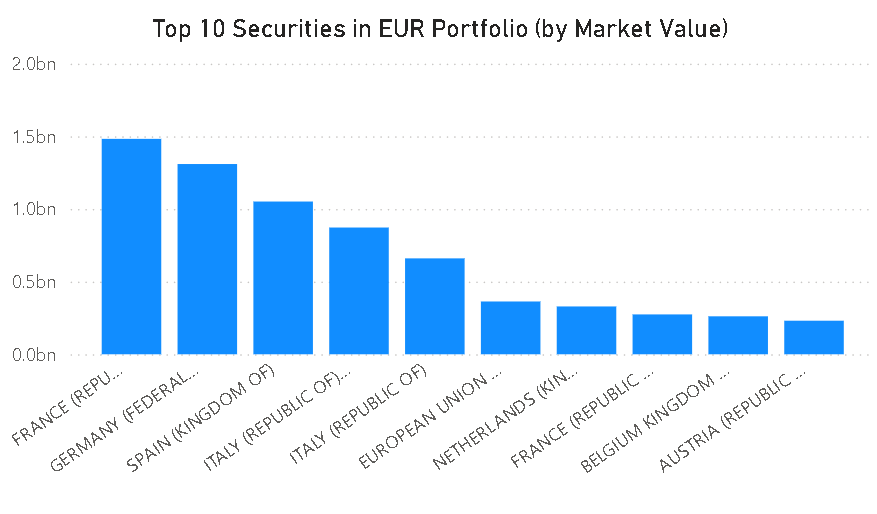 Top 10 Securities in EUR Portfolio (by Market Value)
2.0bn
1.5bn
1.0bn
0.5bn
0.0bn
FRANCE (REPU...
GERMANY (FEDERAL...
SPAIN (KINGDOM OF)
ITALY (REPUBLIC OF)...
ITALY (REPUBLIC OF)
EUROPEAN UNION ...
NETHERLANDS (KIN...
FRANCE (REPUBLIC ...
BELGIUM KINGDOM ...
AUSTRIA (REPUBLIC ...